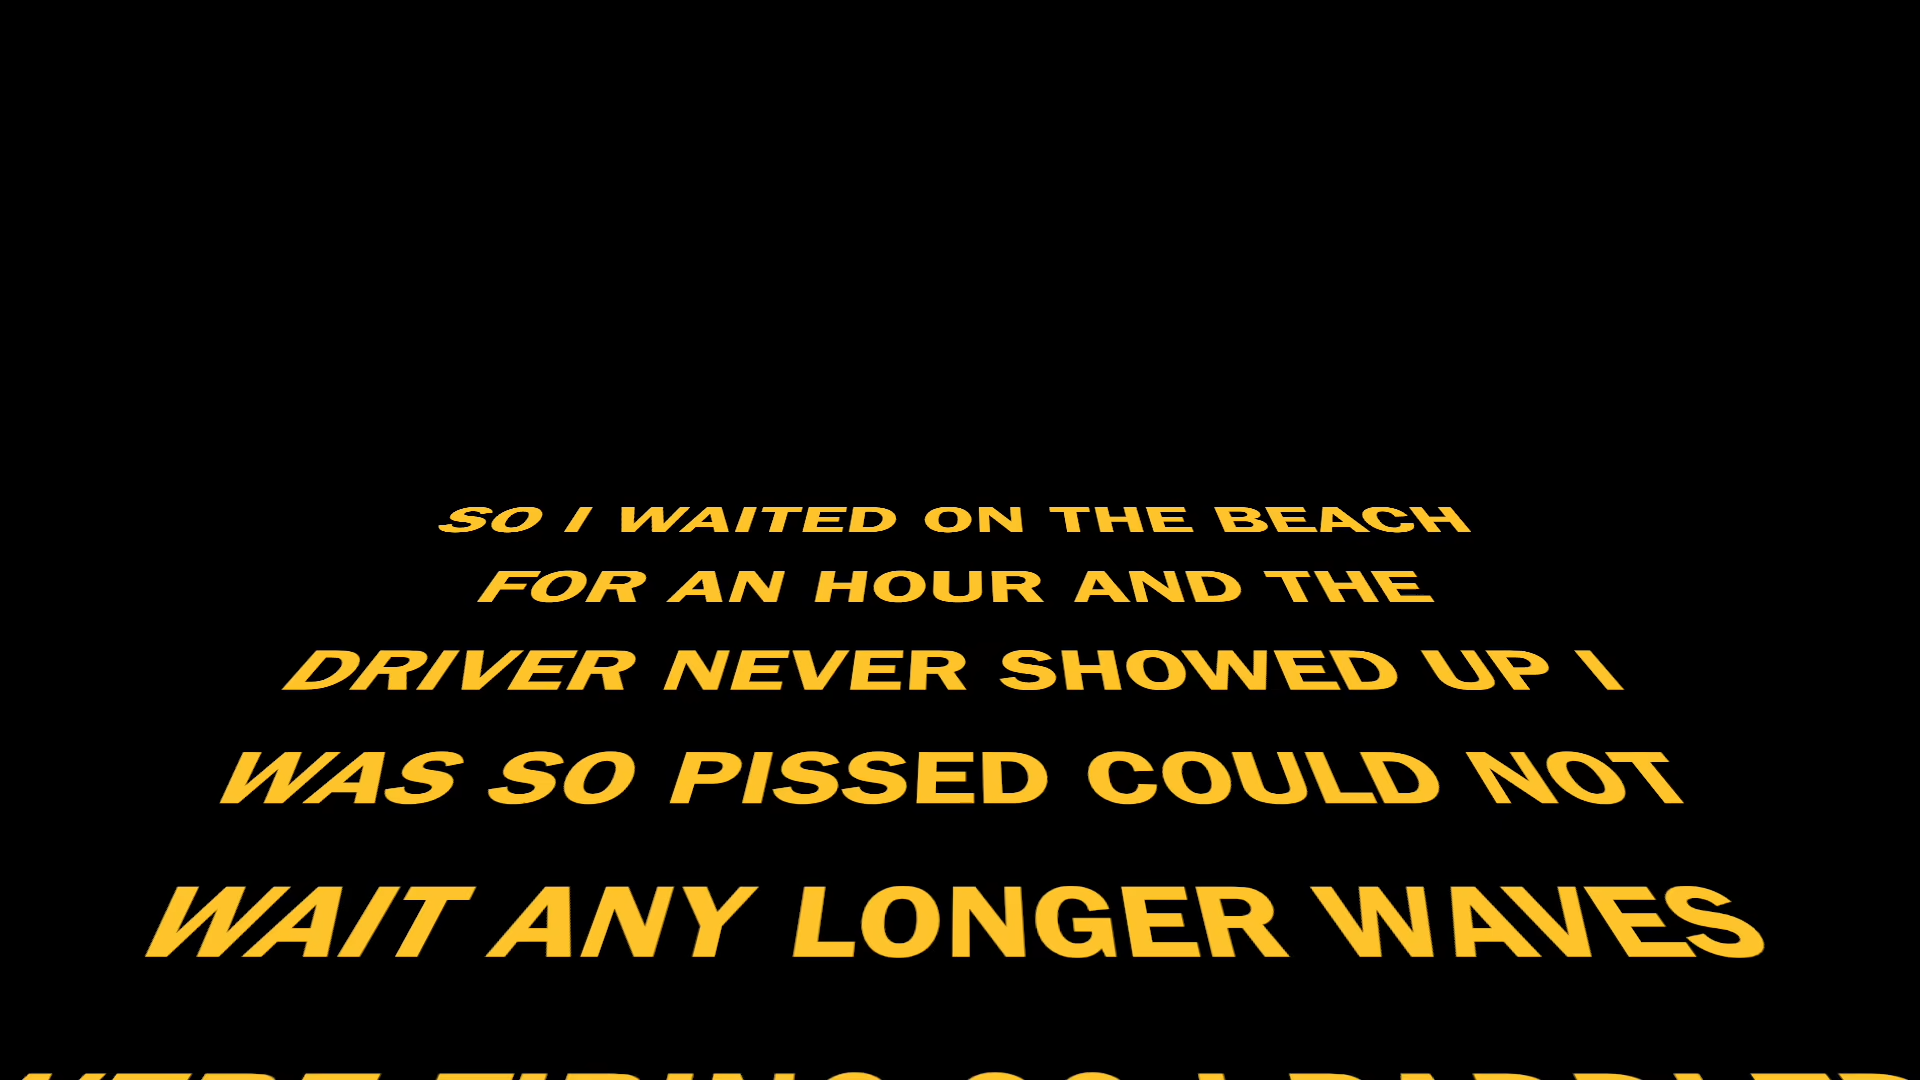 SO I WAITED ON THE BEACH
FOR AN HOUR AND THE
DRIVER NEVER SHOWED UP I
WAS SO PISSED COULD NOT
WAIT ANY LONGER WAVES